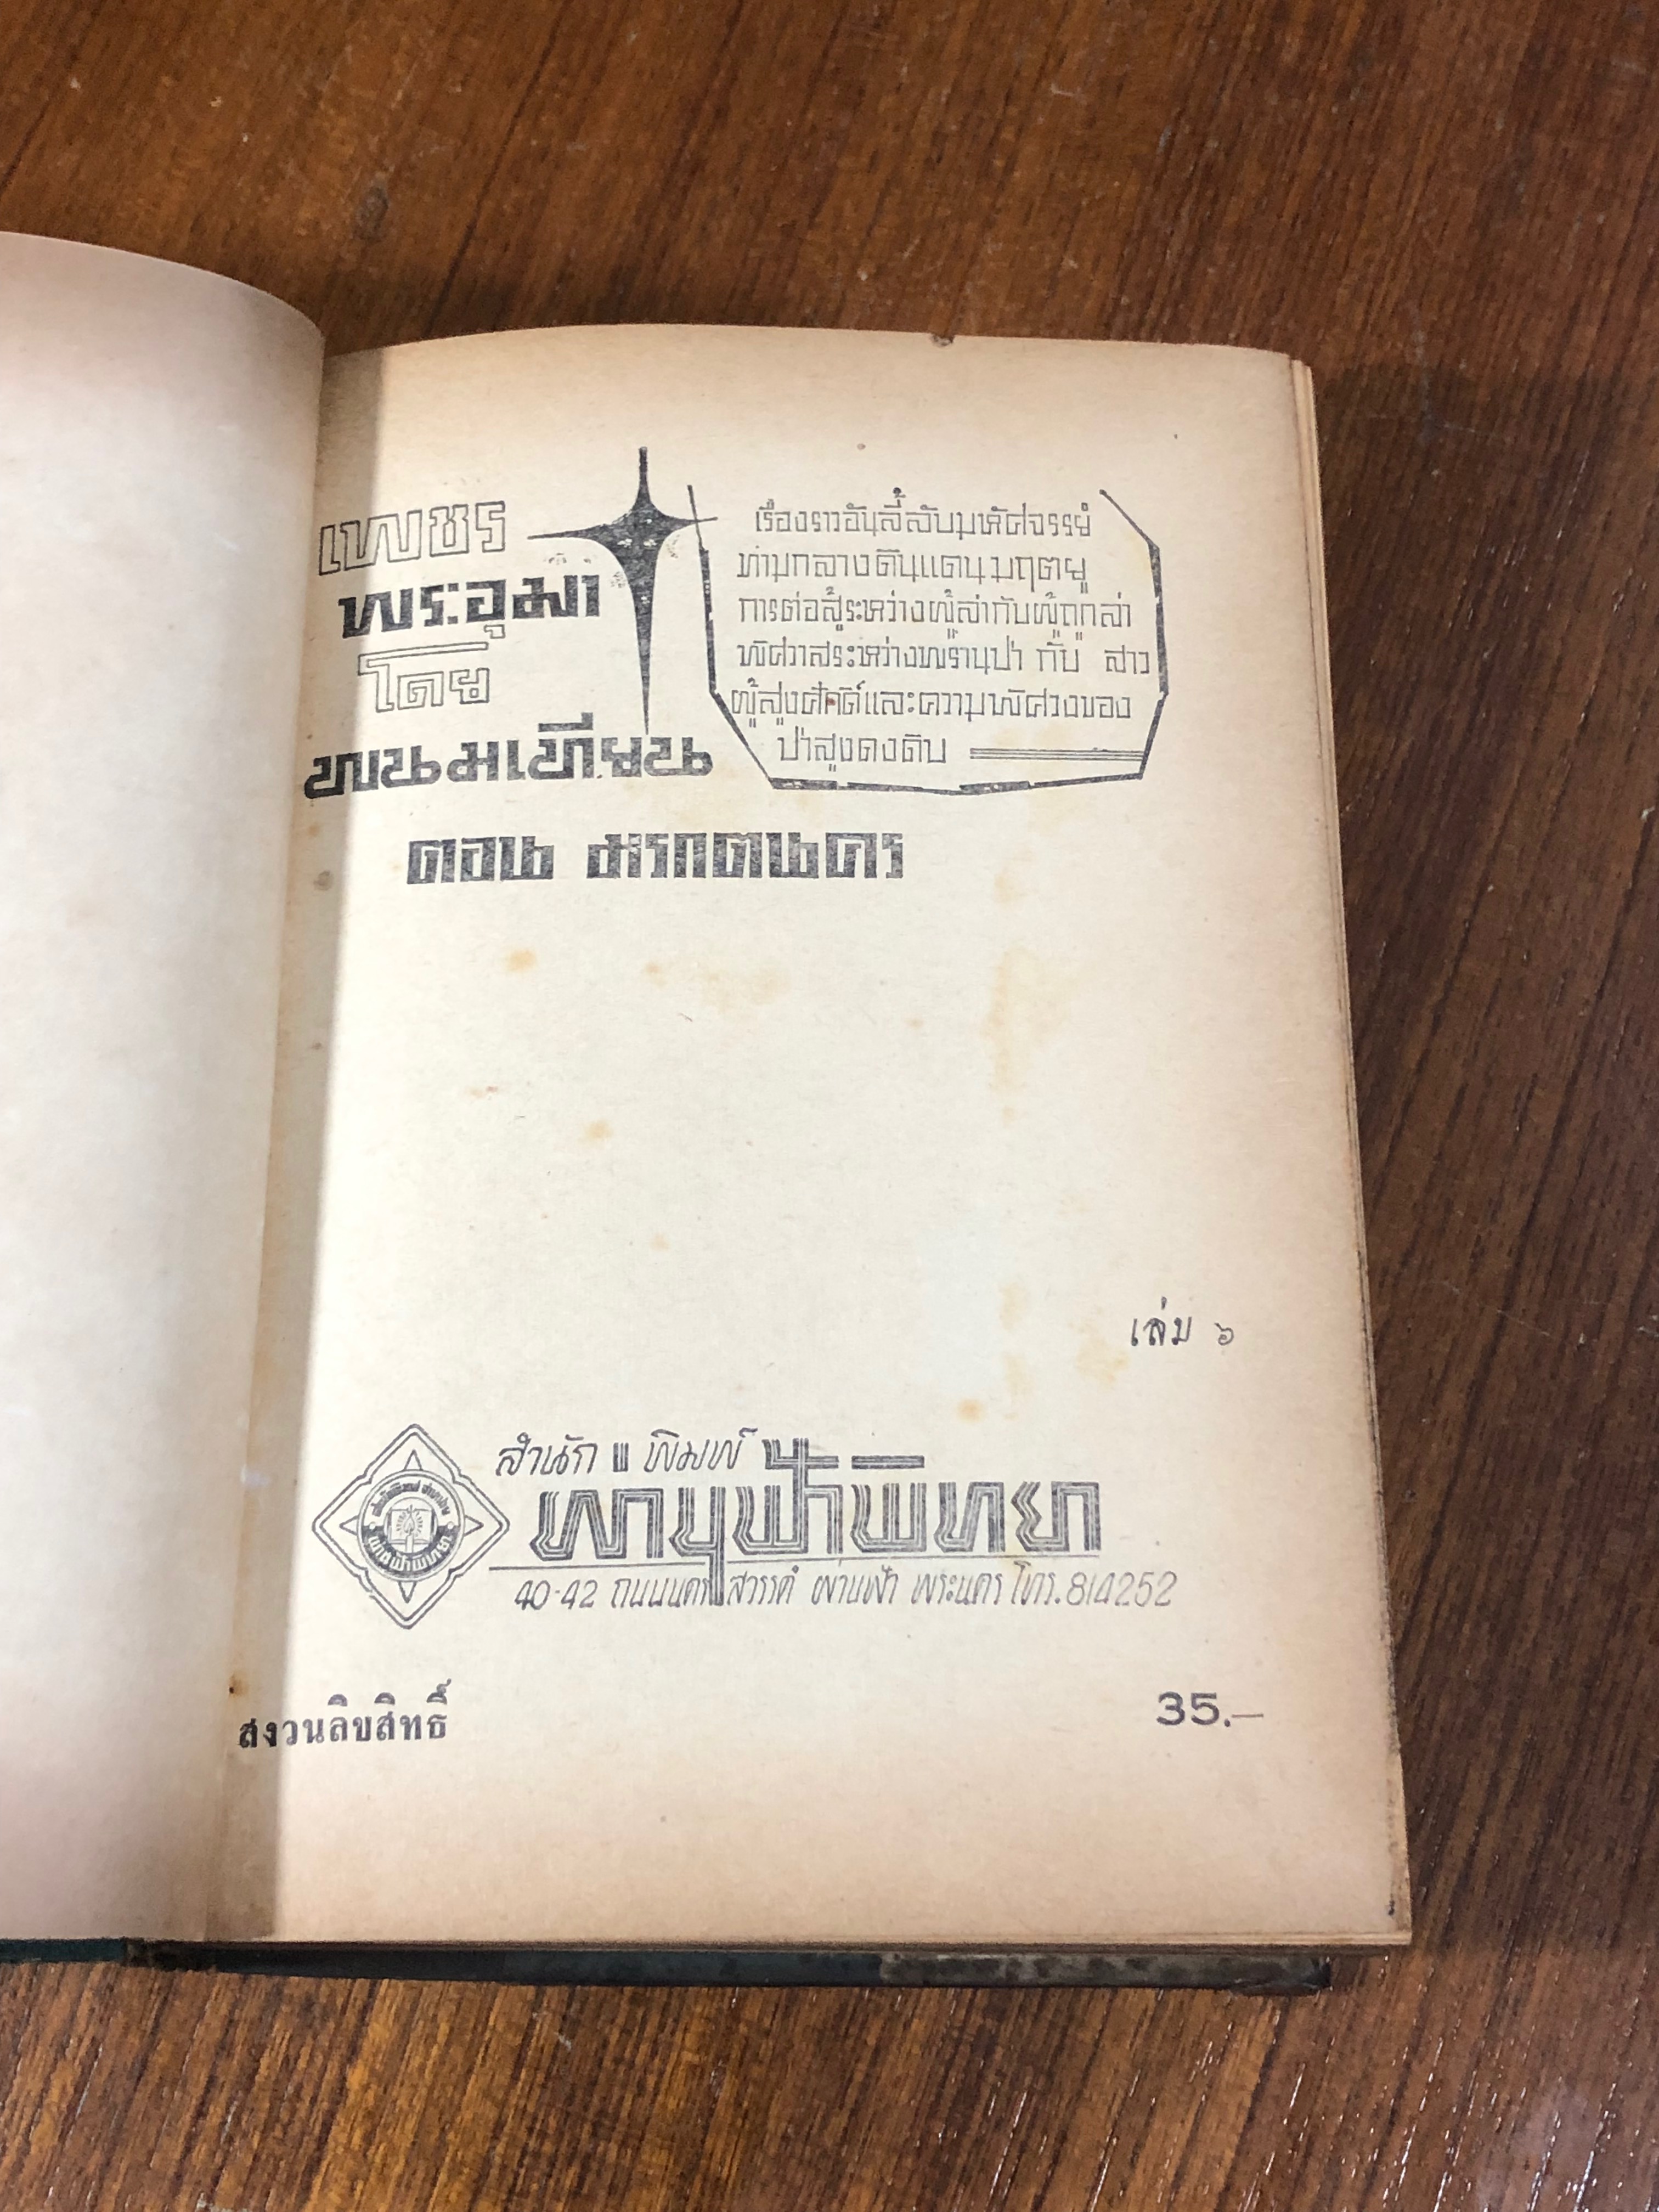 เพชร
พระอุมา
โดย
พนมเทียน
เรื่องราวอันลี้ลับมหัศจรรย์
ท่ามกลางดินแดนมฤตยู
การต่อสู้ระหว่างผู้ล่ากับผู้ถูกล่า
พิศวาสระหว่างพรานป่า กับ สาว
ผู้สูงศักดิ์และความพิศวงของ
ป่าสูงดงดิบ
ตอน มรกตนคร
เล่ม ๖
สำนัก พิมพ์
ผ่านฟ้าพิทยา
40-42 ถนนนครสวรรค์ ผ่านฟ้า พระนคร โทร. 814252
สงวนลิขสิทธิ์
35.—